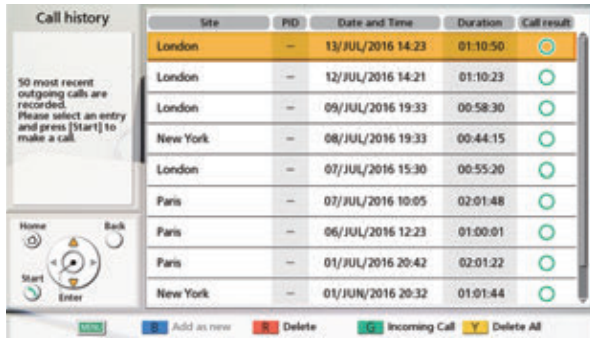 Call history
Site PID Date and Time Duration Call result
London – 13/JUL/2016 14:23 01:10:50
London – 12/JUL/2016 14:21 01:10:23
London – 09/JUL/2016 19:33 00:58:30
New York – 08/JUL/2016 19:33 00:44:15
London – 07/JUL/2016 15:30 00:55:20
Paris – 07/JUL/2016 10:05 02:01:48
Paris – 06/JUL/2016 12:23 01:00:01
Paris – 01/JUL/2016 20:42 02:01:22
New York – 01/JUN/2016 20:32 01:01:44
50 most recent
outgoing calls are
recorded.
Please select an entry
and press [Start] to
make a call.
Home Back
Start
Enter
MENU B Add as new R Delete G Incoming Call Y Delete All